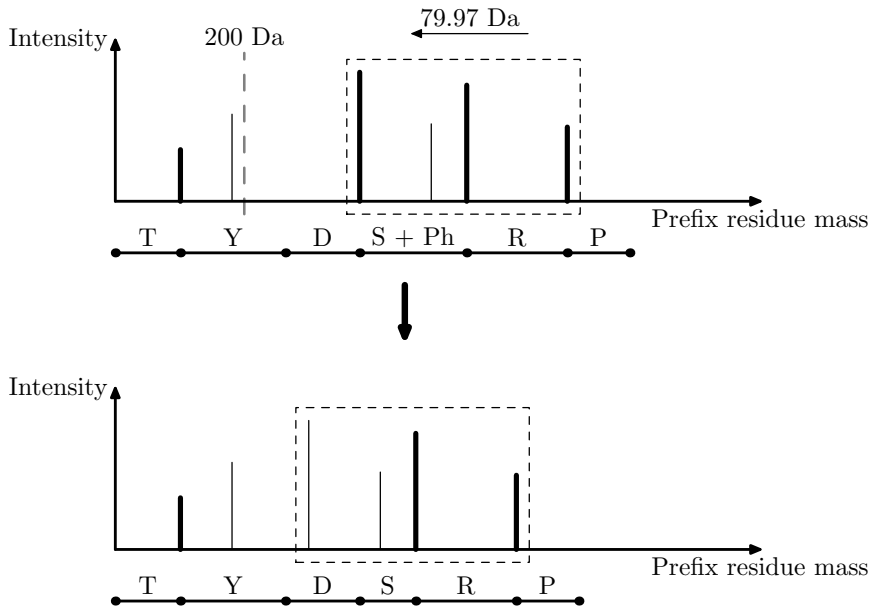 79.97 Da
Intensity
200 Da
Prefix residue mass
T Y D S + Ph R P
Intensity
Prefix residue mass
T Y D S R P